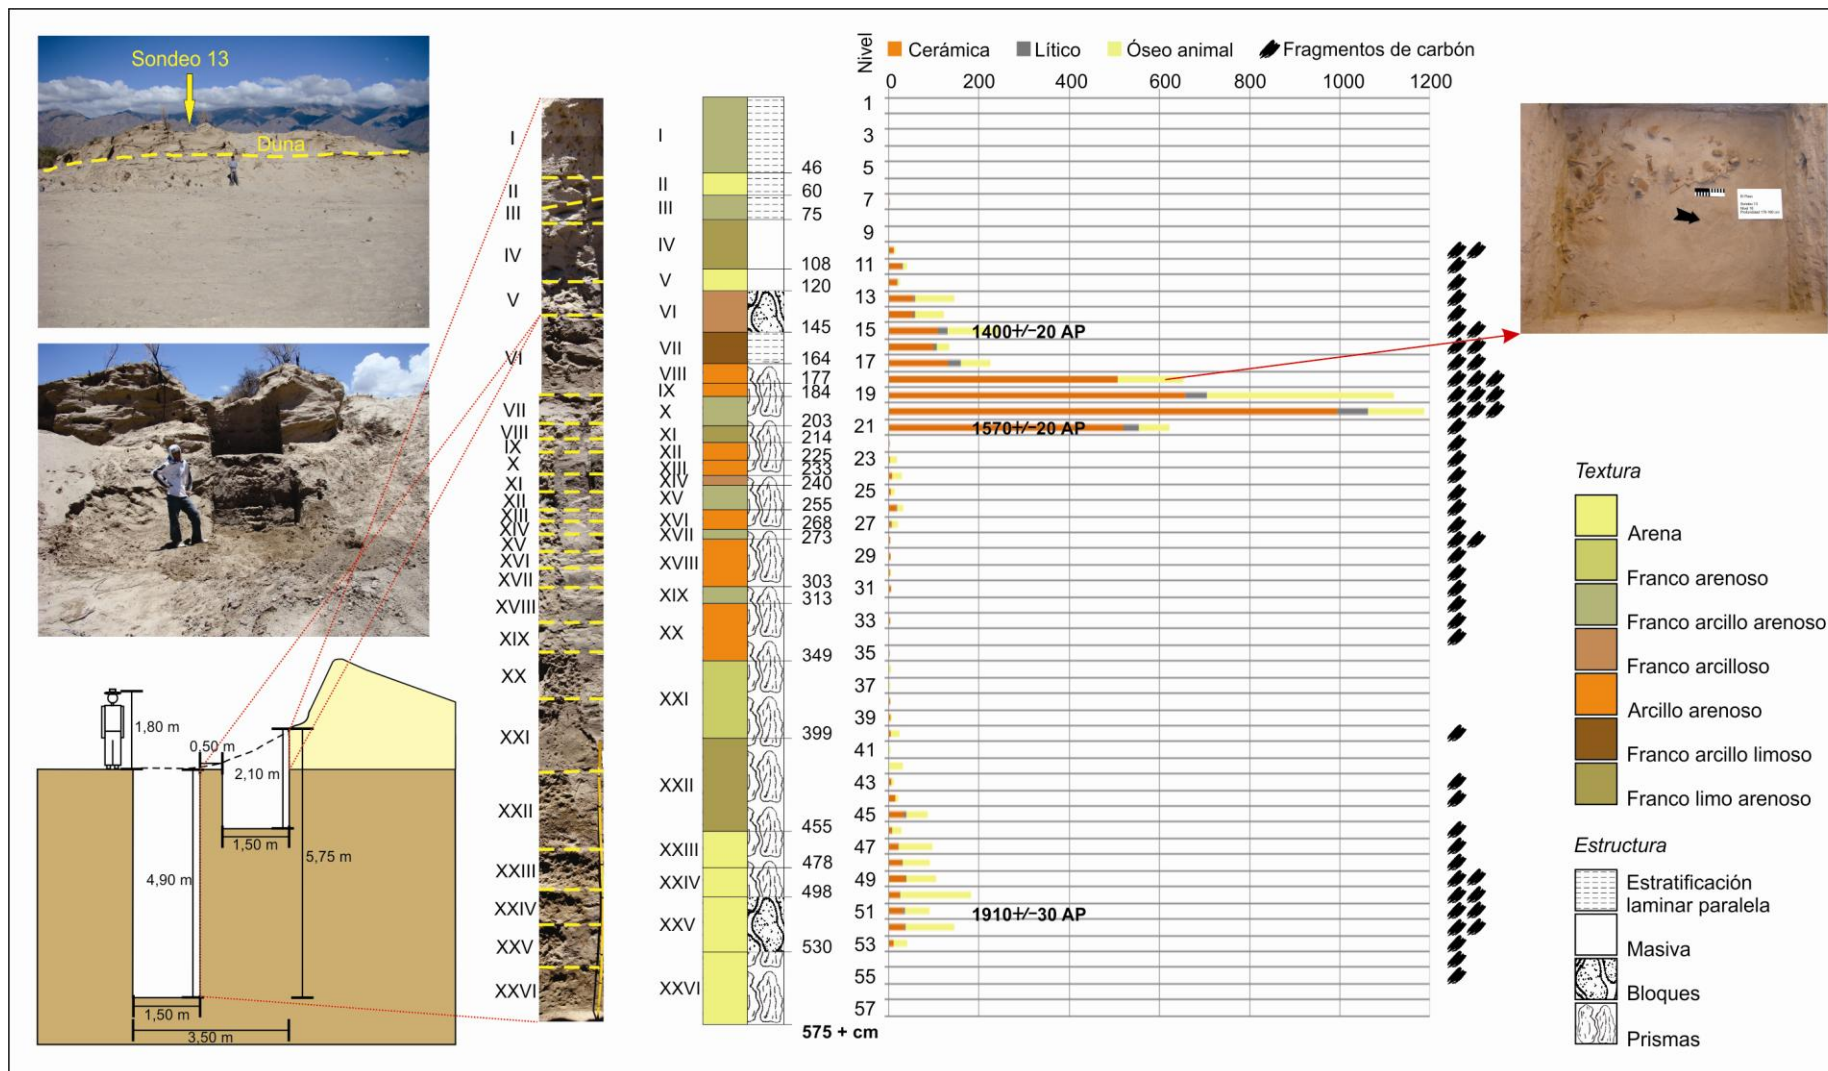 Sondeo 13
Duna
1,80 m
0,50 m
2,10 m
1,50 m
4,90 m
5,75 m
1,50 m
3,50 m
I
II
III
IV
V
VI
VII
VIII
IX
X
XI
XII
XIII
XIV
XV
XVI
XVII
XVIII
XIX
XX
XXI
XXII
XXIII
XXIV
XXV
XXVI
I
46
II
60
III
75
IV
108
V
120
VI
145
VII
164
VIII
177
IX
184
X
203
XI
214
XII
225
XIII
233
XIV
240
XV
255
XVI
268
XVII
273
XVIII
303
XIX
313
XX
349
XXI
399
XXII
455
XXIII
478
XXIV
498
XXV
530
XXVI
575 + cm
Nivel
Cerámica Lítico Óseo animal Fragmentos de carbón
0 200 400 600 800 1000 1200
1
3
5
7
9
11
13
15 1400+/-20 AP
17
19
21 1570+/-20 AP
23
25
27
29
31
33
35
37
39
41
43
45
47
49
51 1910+/-30 AP
53
55
57
Textura
Arena
Franco arenoso
Franco arcillo arenoso
Franco arcilloso
Arcillo arenoso
Franco arcillo limoso
Franco limo arenoso
Estructura
Estratificación
laminar paralela
Masiva
Bloques
Prismas